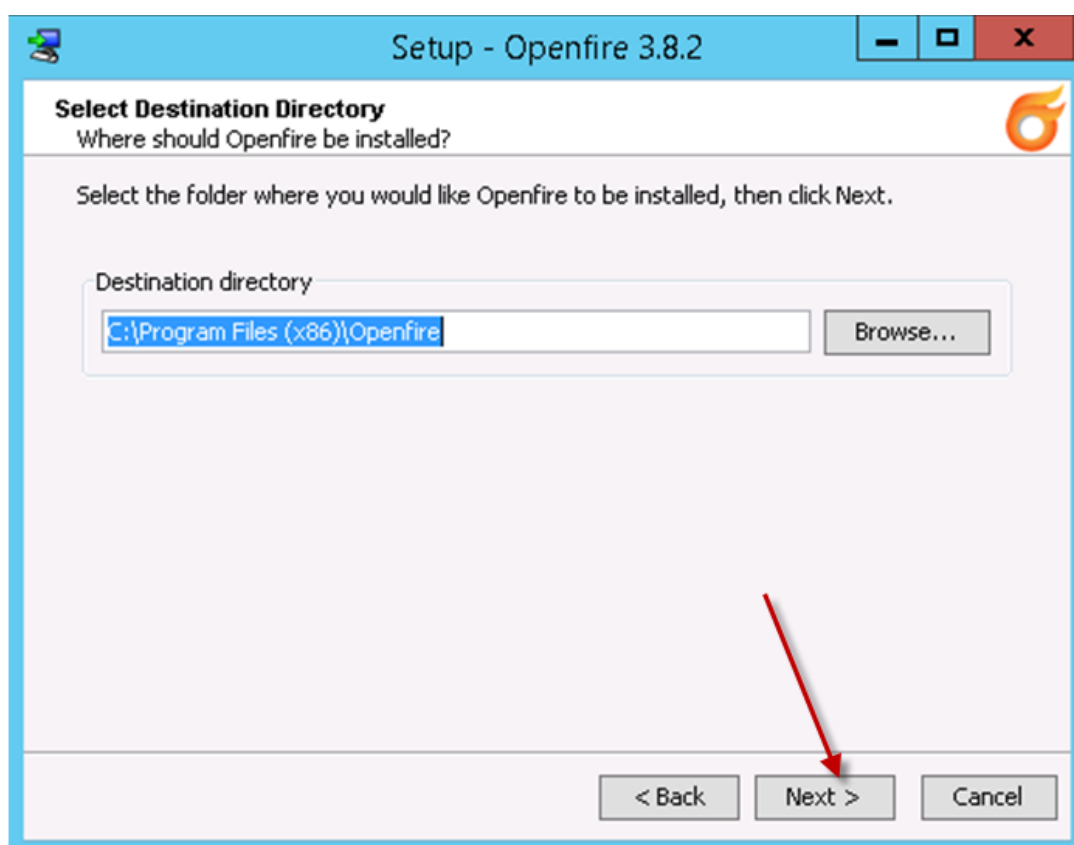 Setup - Openfire 3.8.2
Select Destination Directory
Where should Openfire be installed?
Select the folder where you would like Openfire to be installed, then click Next.
Destination directory
C:\Program Files (x86)\Openfire
Browse...
< Back
Next >
Cancel